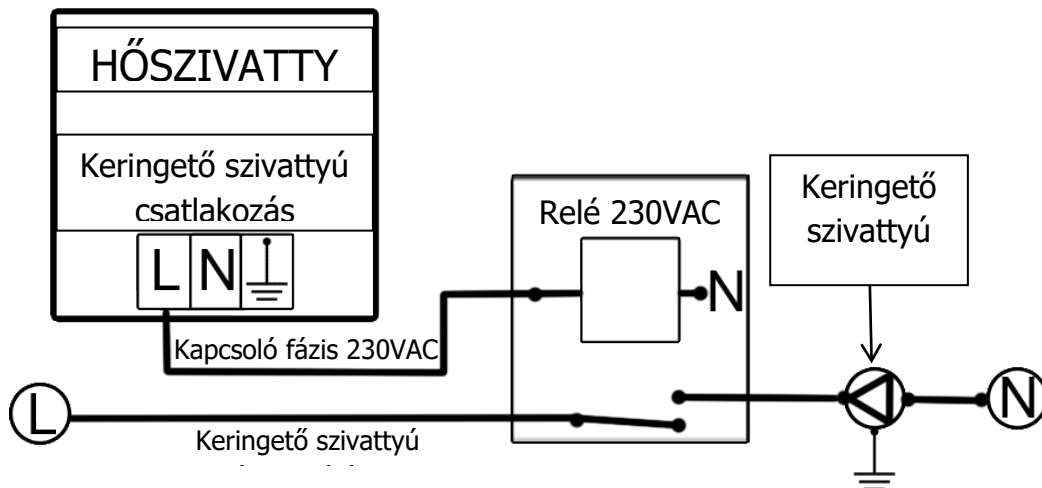 HŐSZIVATTY
Keringető szivattyú
csatlakozás
L N
Kapcsoló fázis 230VAC
Relé 230VAC
N
Keringető
szivattyú
L
Keringető szivattyú
N